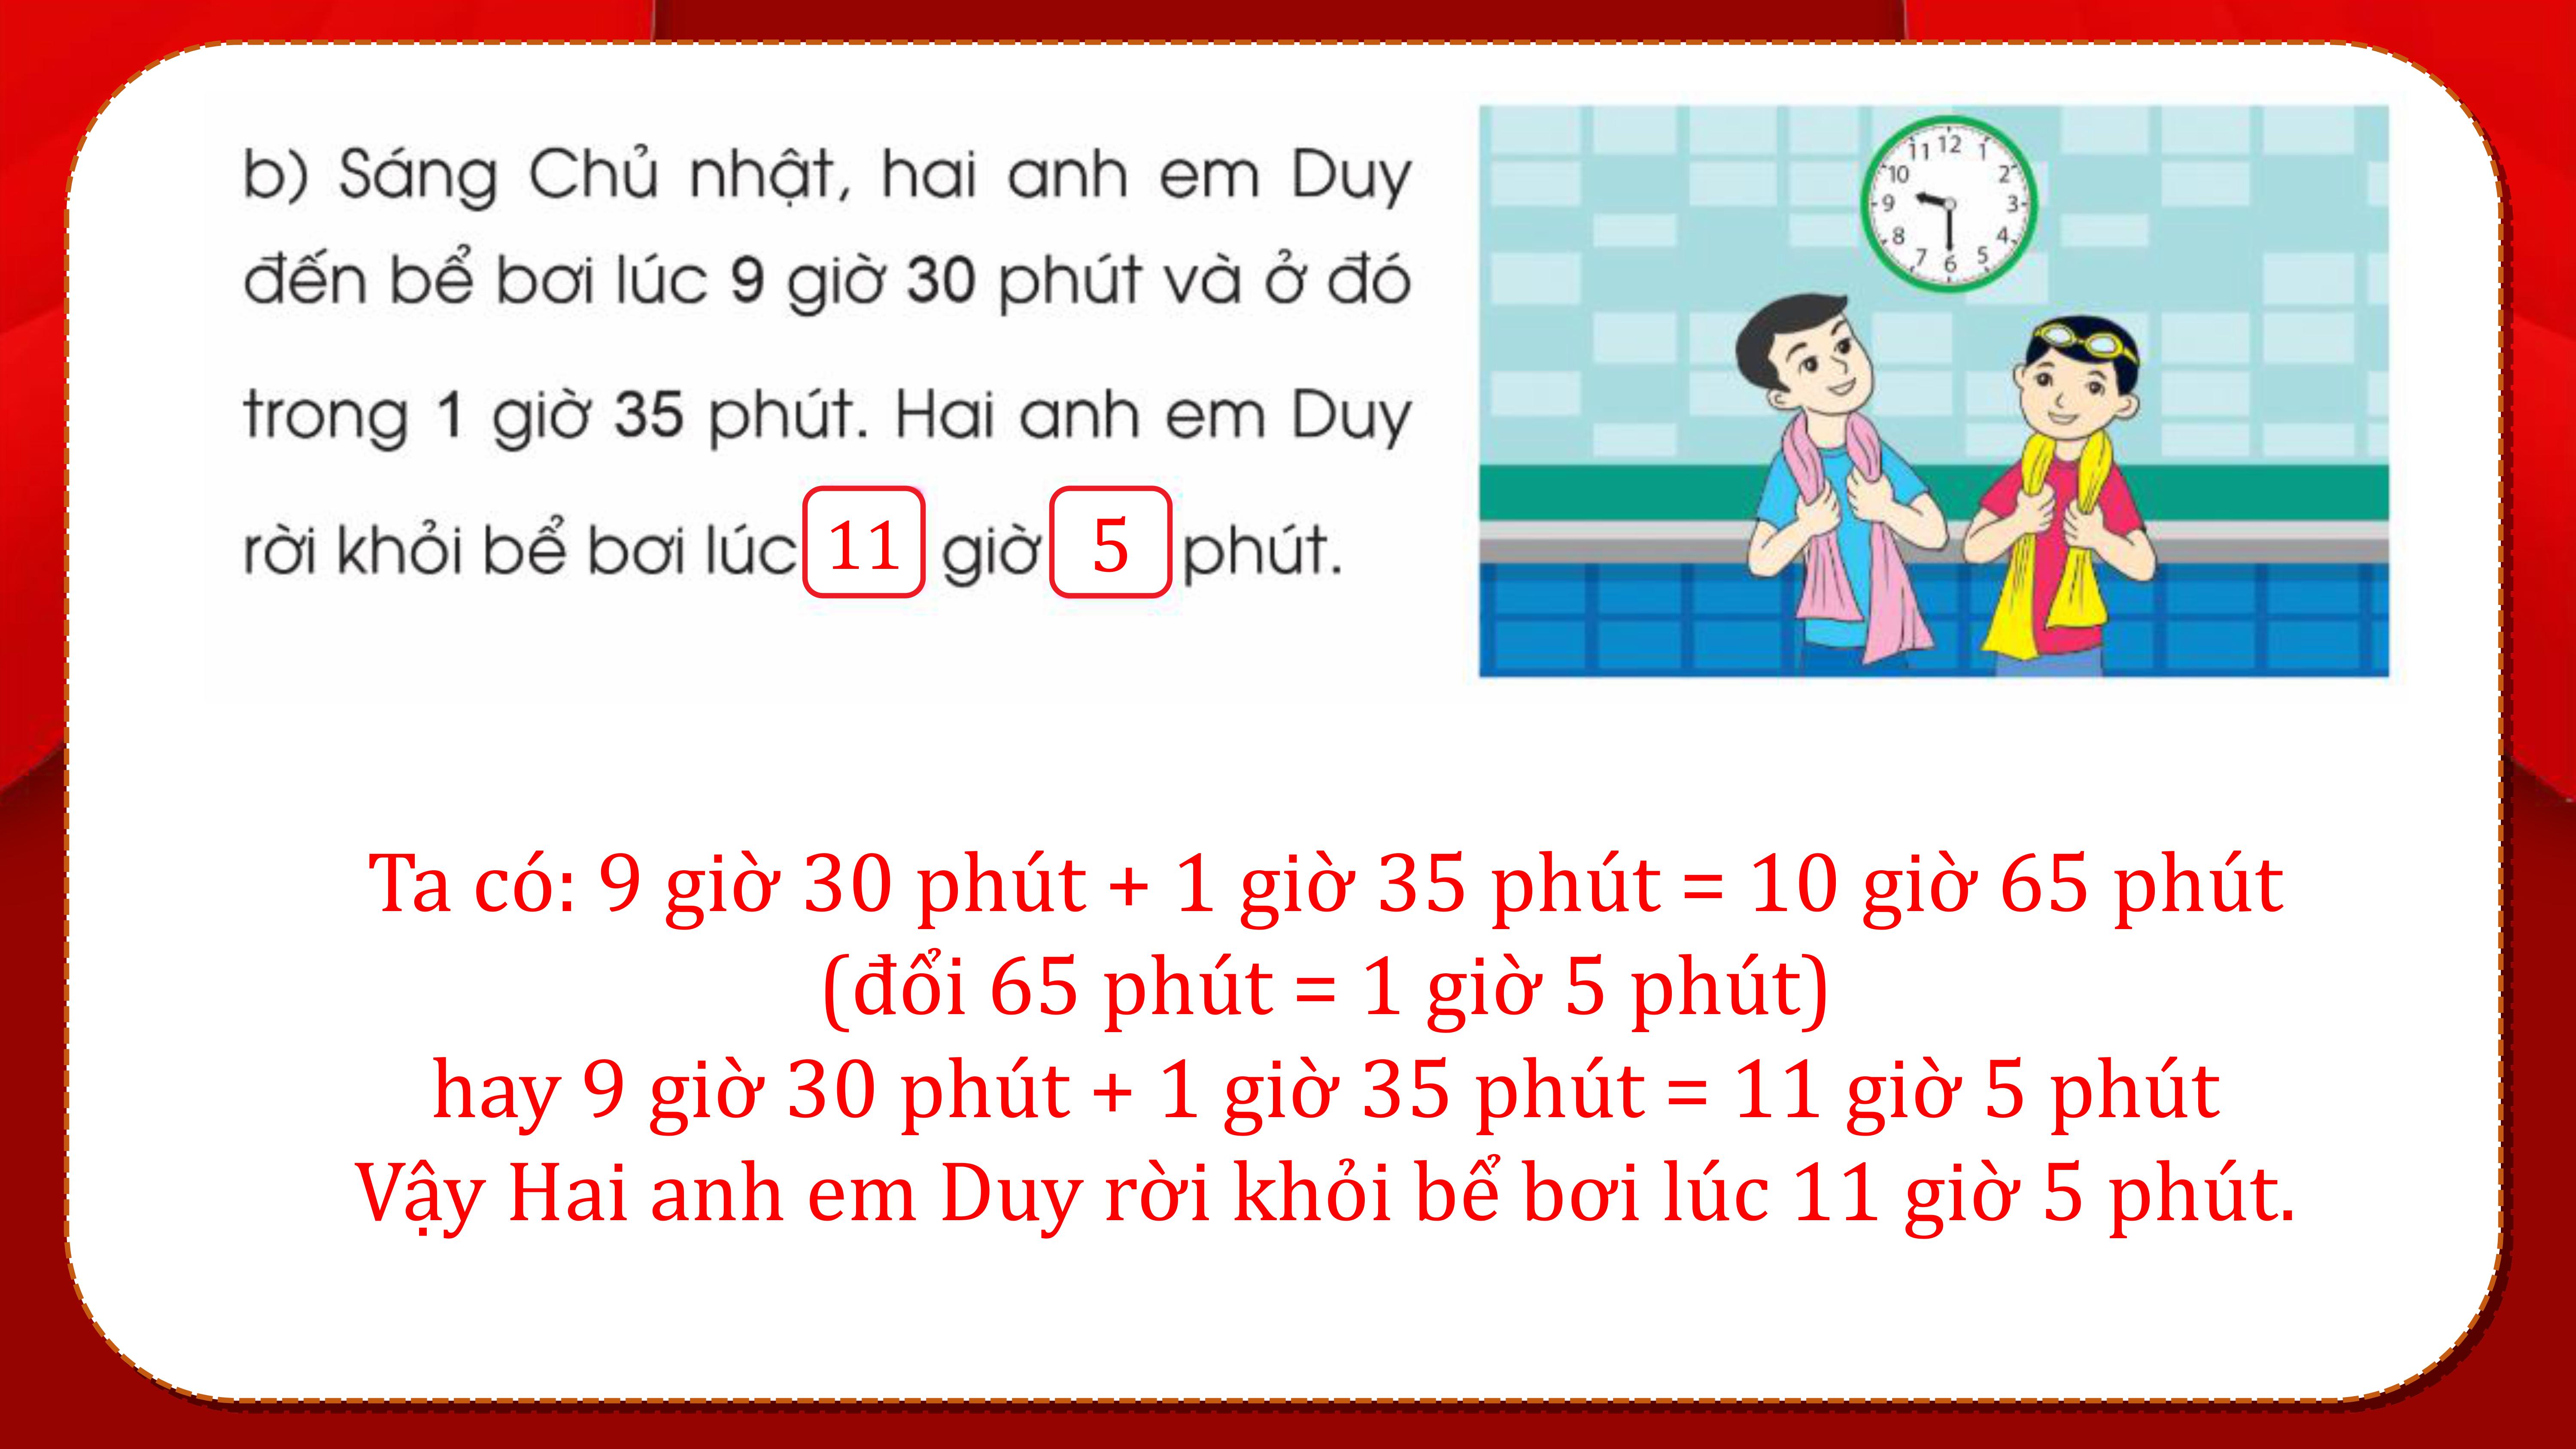 b) Sáng Chủ nhật, hai anh em Duy
đến bể bơi lúc 9 giờ 30 phút và ở đó
trong 1 giờ 35 phút. Hai anh em Duy
rời khỏi bể bơi lúc 11 giờ 5 phút.
12
1
2
3
4
5
6
7
8
9
10
11
Ta có: 9 giờ 30 phút + 1 giờ 35 phút = 10 giờ 65 phút
(đổi 65 phút = 1 giờ 5 phút)
hay 9 giờ 30 phút + 1 giờ 35 phút = 11 giờ 5 phút
Vậy Hai anh em Duy rời khỏi bể bơi lúc 11 giờ 5 phút.